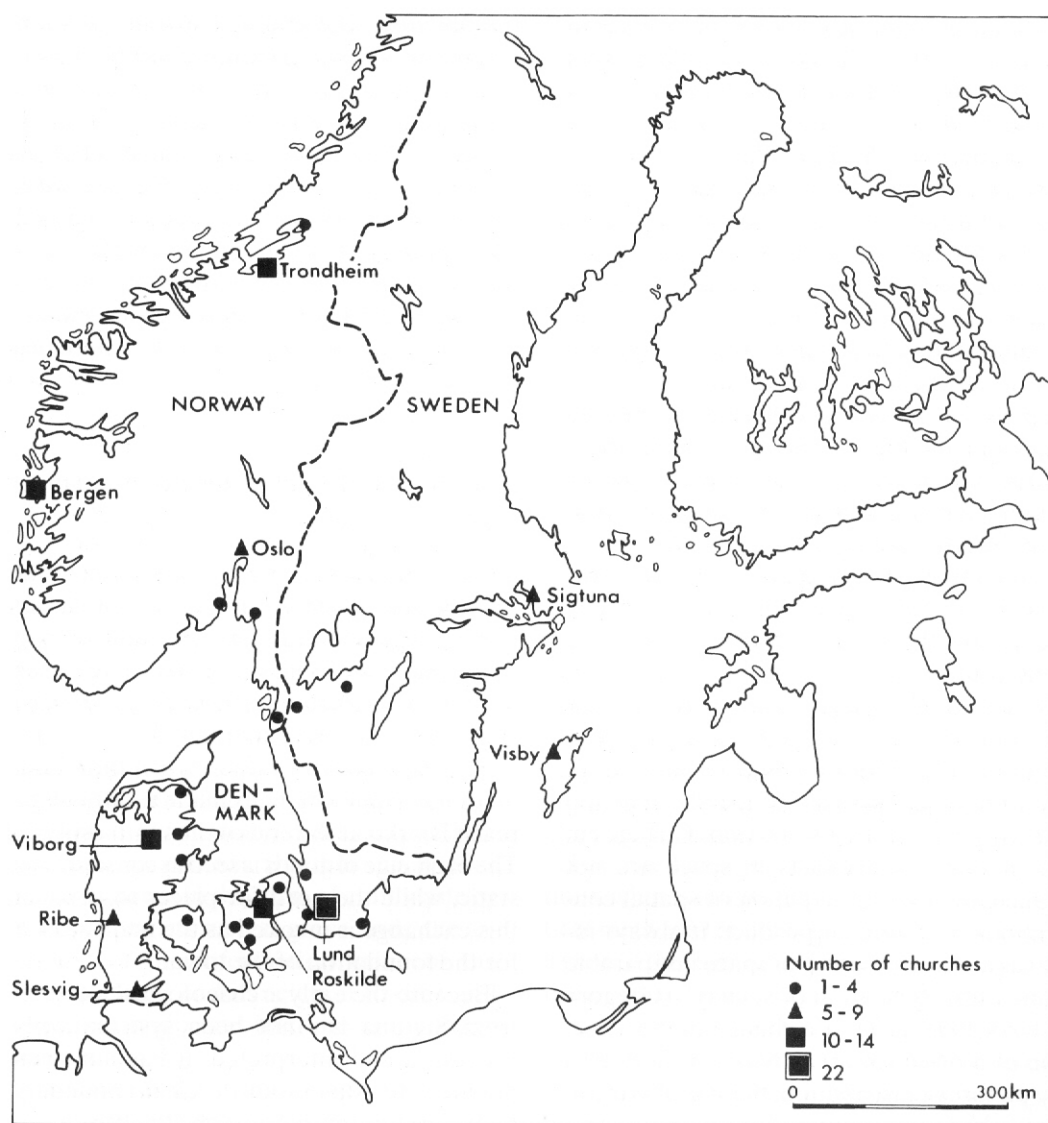 Trondheim
NORWAY
SWEDEN
Bergen
Oslo
Sigtuna
Visby
DEN-
MARK
Viborg
Ribe
Lund
Roskilde
Slesvig
Number of churches
1-4
5-9
10-14
22
0 300km